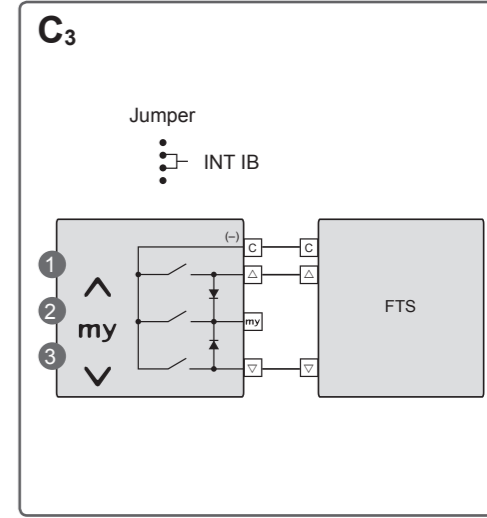 C₃
Jumper
INT IB
(–)
C C
1
△ △
2
my
my
FTS
3
▽ ▽